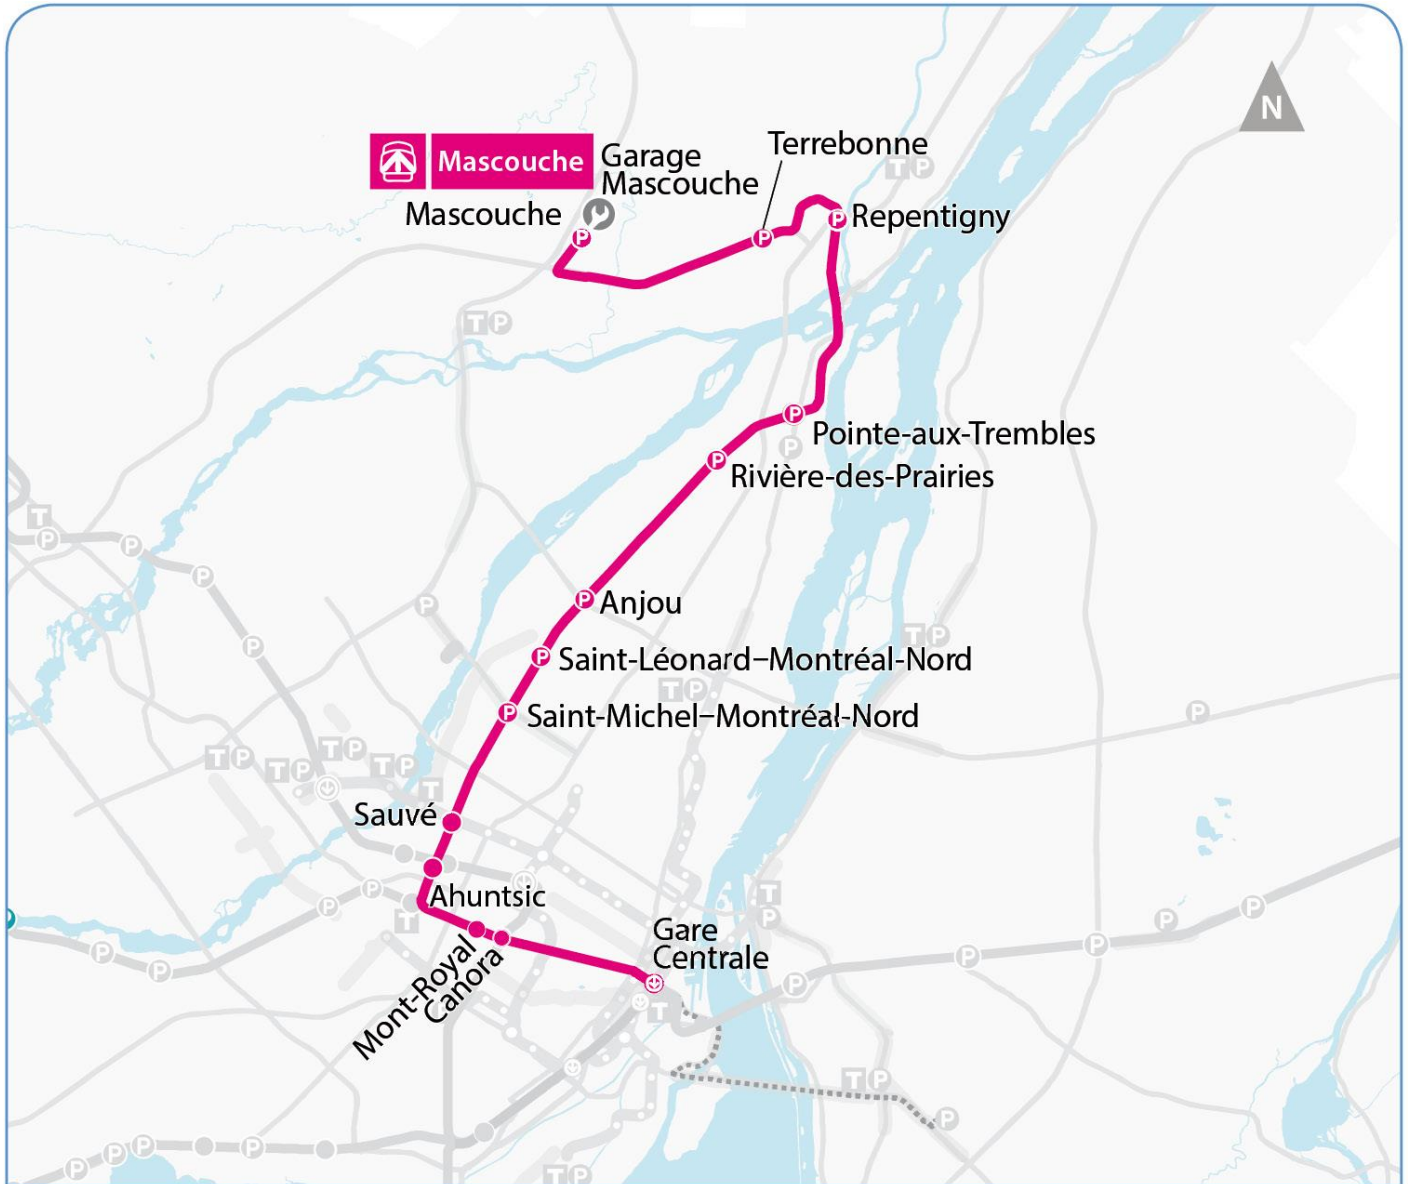 N
Terrebonne
Mascouche
Garage
Mascouche
T P
Mascouche
P
P
P
Repentigny
T P
P
Pointe-aux-Trembles
P
P
Rivière-des-Prairies
T
P
P
P
P
Anjou
P
T P
P
P
Saint-Léonard–Montréal-Nord
T P
P
Saint-Michel–Montréal-Nord
P
T P
T P
T P
T P
T
Sauvé
P
Ahuntsic
T
P
P
P
T
P
P
Gare
Centrale
Mont-Royal
Canora
P
P
P
P
T
T P
P
P
P
P
P
T P